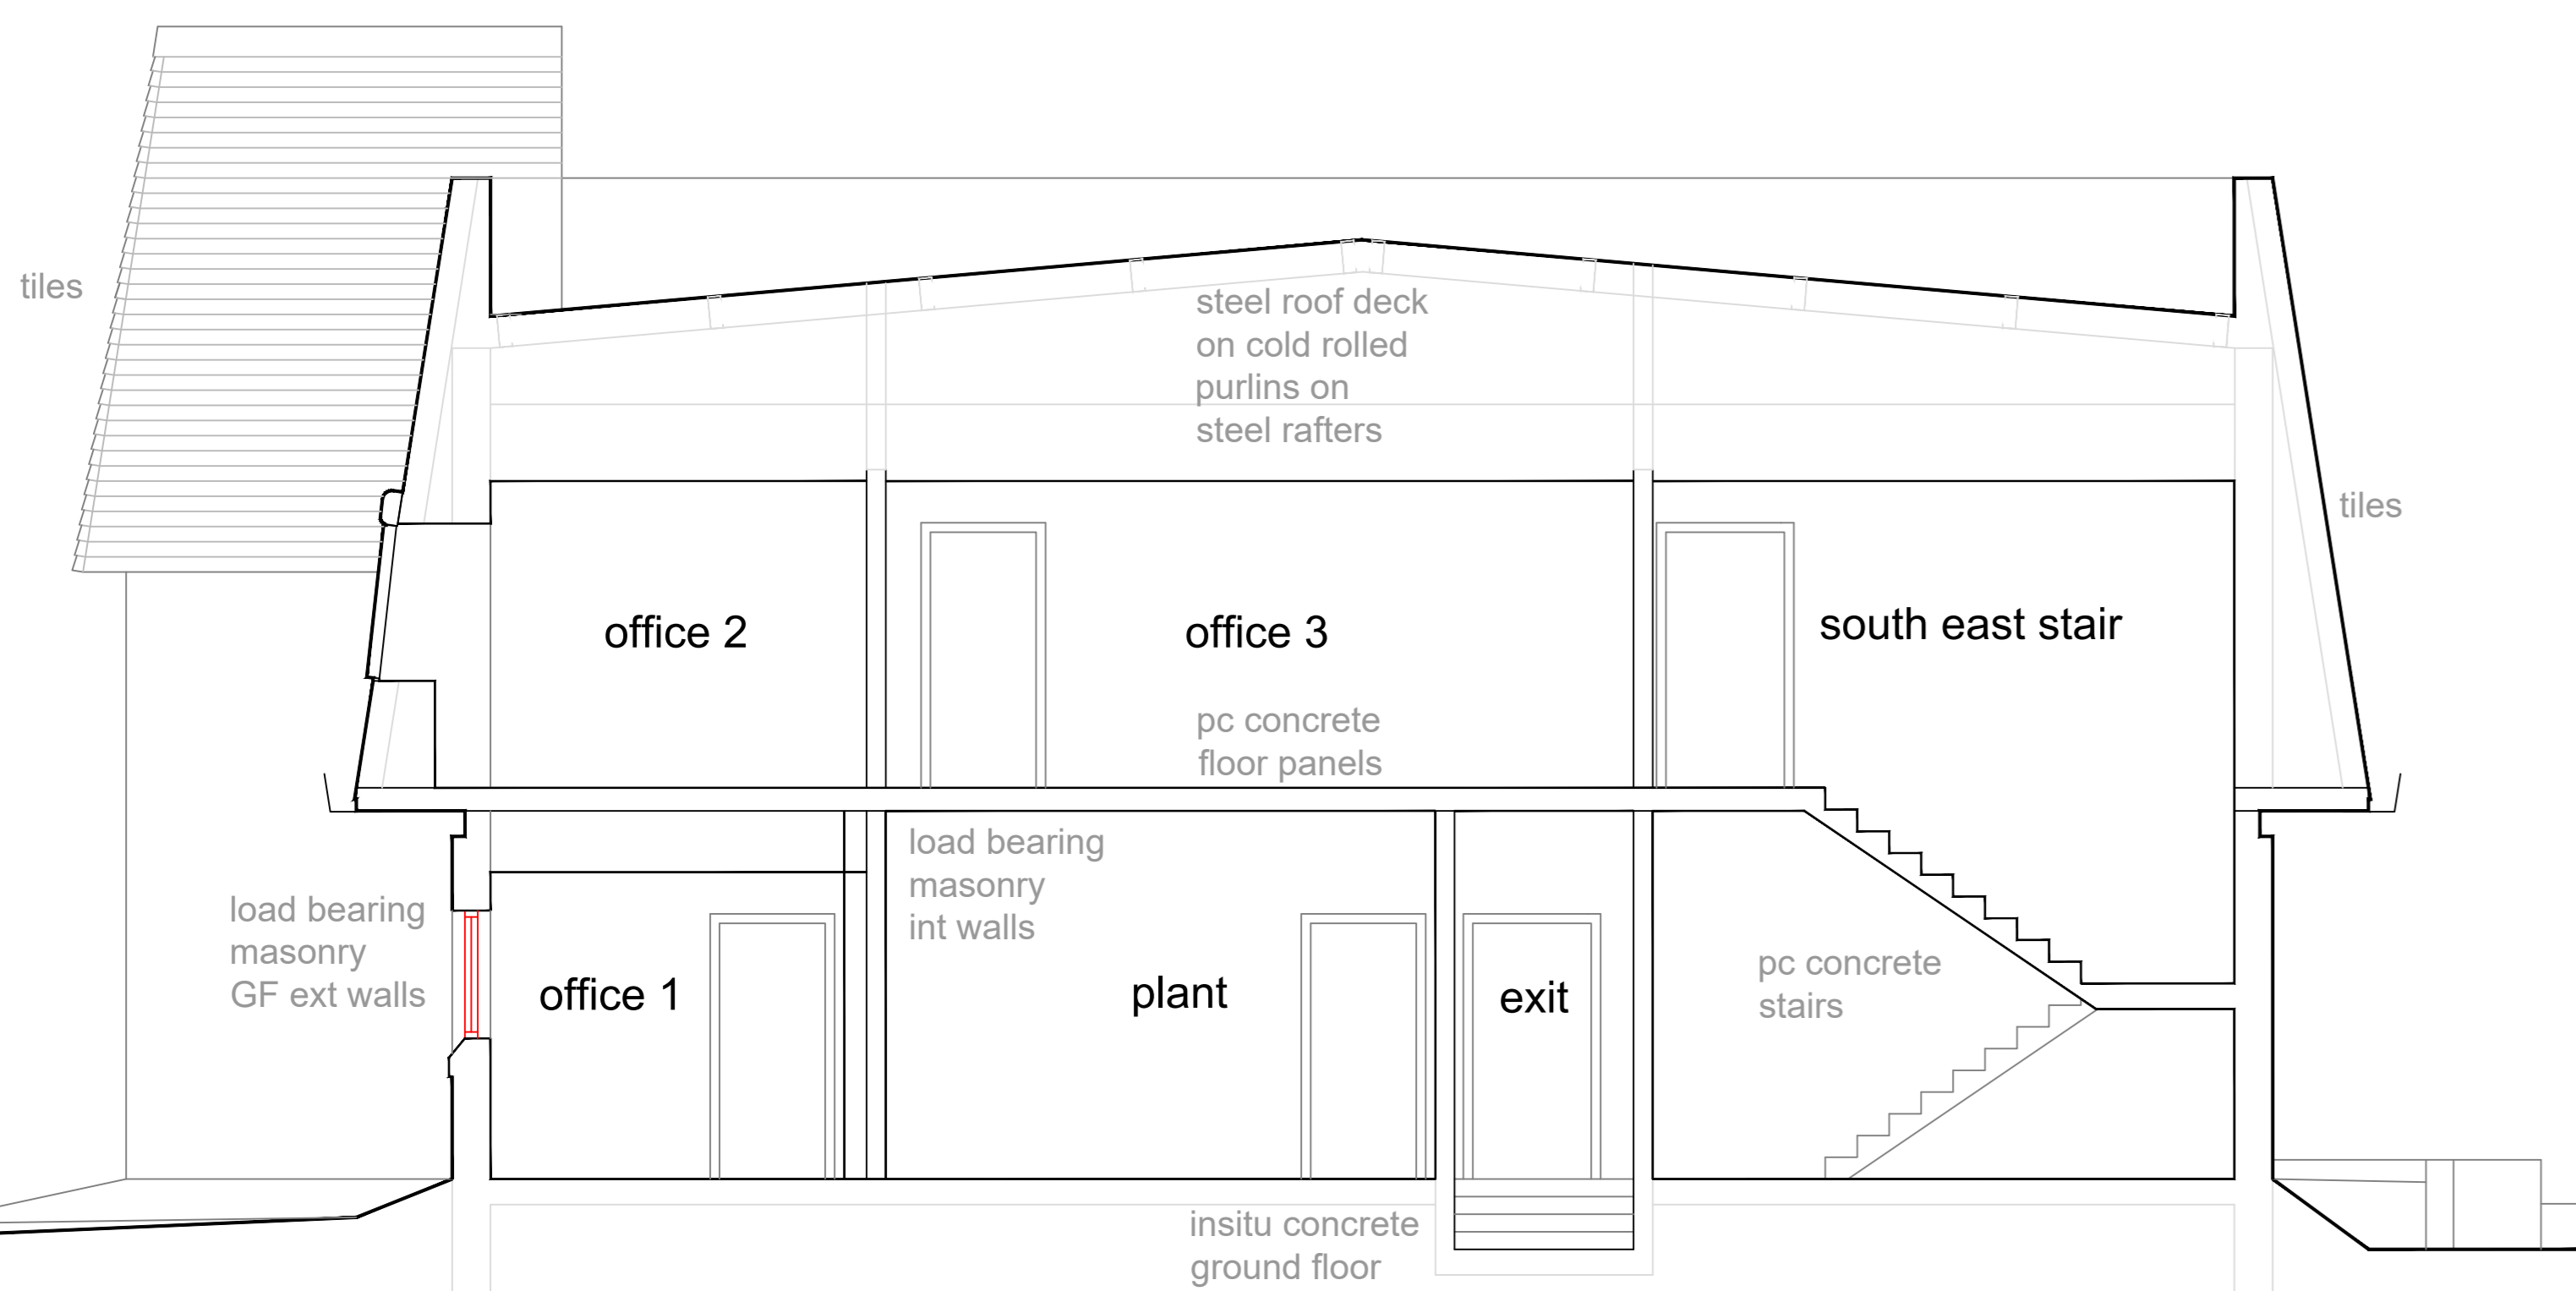 tiles
steel roof deck
on cold rolled
purlins on
steel rafters
tiles
office 2
office 3
south east stair
pc concrete
floor panels
load bearing
masonry
int walls
load bearing
masonry
GF ext walls
office 1
plant
exit
pc concrete
stairs
insitu concrete
ground floor